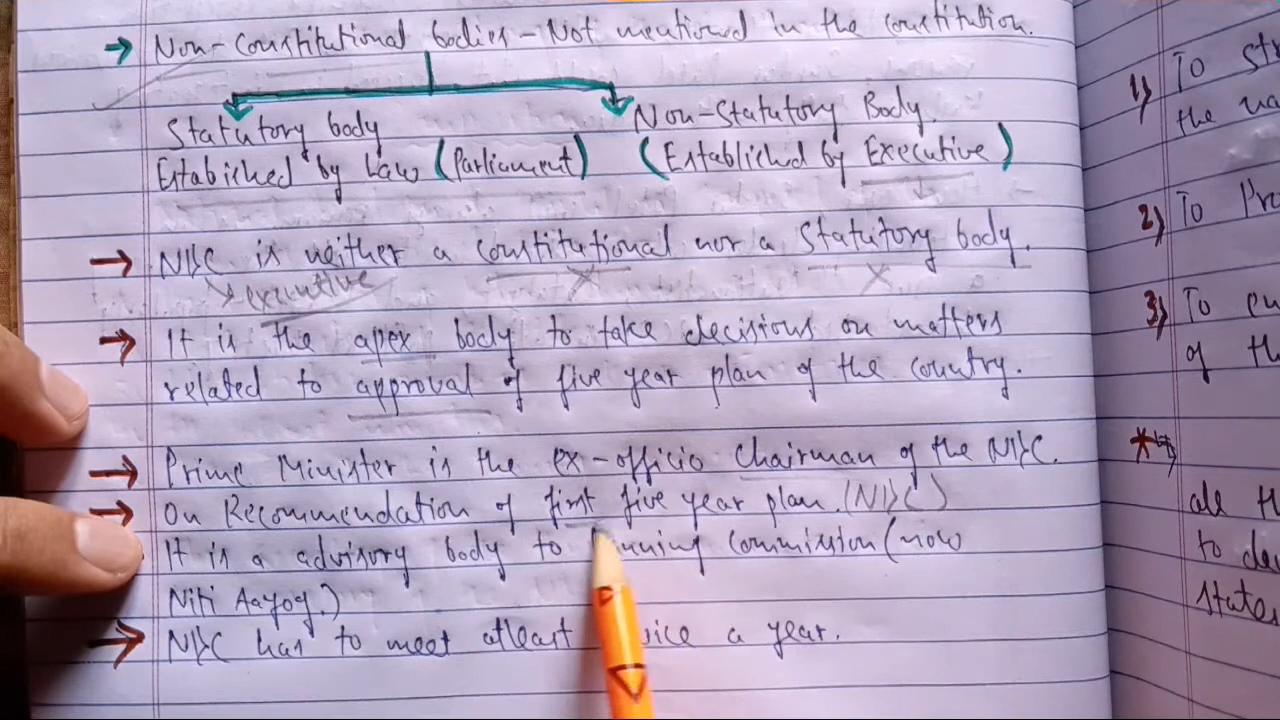 Non-Constitutional bodies - Not mentioned in the constitution.
Statutory body
Non-Statutory Body.
Established by Law (Parliament)
(Established by Executive)
NDC is neither a constitutional nor a statutory body.
executive
It is the apex body to take decisions on matters
related to approval of five year plan of the country.
Prime Minister is the ex-officio Chairman of the NDC.
On Recommendation of first five year plan. (NDC)
It is a advisory body to Planning Commission (now
Niti Aayog.)
NDC has to meet atleast twice a year.
1) To
the
2) To
3) To
of
*
all
to
States